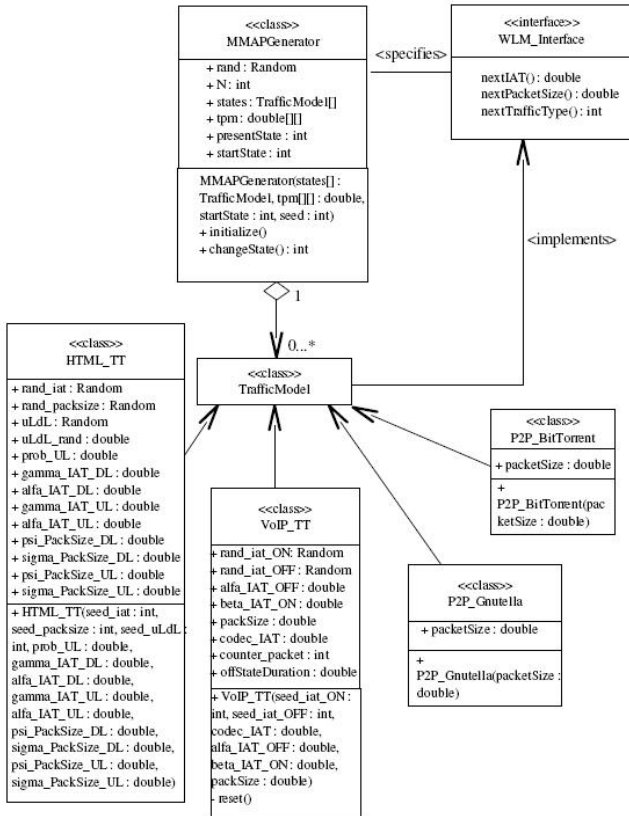 <<class>>
MMAPGenerator
+ rand : Random
+ N : int
+ states : TrafficModel[]
+ tpm : double[][]
+ presentState : int
+ startState : int
MMAPGenerator(states[] :
TrafficModel, tpm[][] : double,
startState : int, seed : int)
+ initialize()
+ changeState() : int
<specifies>
<<interface>>
WLM_Interface
nextIAT() : double
nextPacketSize() : double
nextTrafficType() : int
<implements>
1
0...*
<<class>>
TrafficModel
<<class>>
HTML_TT
+ rand_iat : Random
+ rand_packsize : Random
+ uLdL : Random
+ uLdL_rand : double
+ prob_UL : double
+ gamma_IAT_DL : double
+ alfa_IAT_DL : double
+ gamma_IAT_UL : double
+ alfa_IAT_UL : double
+ psi_PackSize_DL : double
+ sigma_PackSize_DL : double
+ psi_PackSize_UL : double
+ sigma_PackSize_UL : double
+ HTML_TT(seed_iat : int,
seed_packsize : int, seed_uLdL :
int, prob_UL : double,
gamma_IAT_DL : double,
alfa_IAT_DL : double,
gamma_IAT_UL : double,
alfa_IAT_UL : double,
psi_PackSize_DL : double,
sigma_PackSize_DL : double,
psi_PackSize_UL : double,
sigma_PackSize_UL : double)
<<class>>
VoIP_TT
+ rand_iat_ON : Random
+ rand_iat_OFF : Random
+ alfa_IAT_OFF : double
+ beta_IAT_ON : double
+ packSize : double
+ codec_IAT : double
+ counter_packet : int
+ offStateDuration : double
+ VoIP_TT(seed_iat_ON :
int, seed_iat_OFF : int,
codec_IAT : double,
alfa_IAT_OFF : double,
beta_IAT_ON : double,
packSize : double)
- reset()
<<class>>
P2P_BitTorrent
+ packetSize : double
+
P2P_BitTorrent(pac
ketSize : double)
<<class>>
P2P_Gnutella
+ packetSize : double
+
P2P_Gnutella(packetSize :
double)